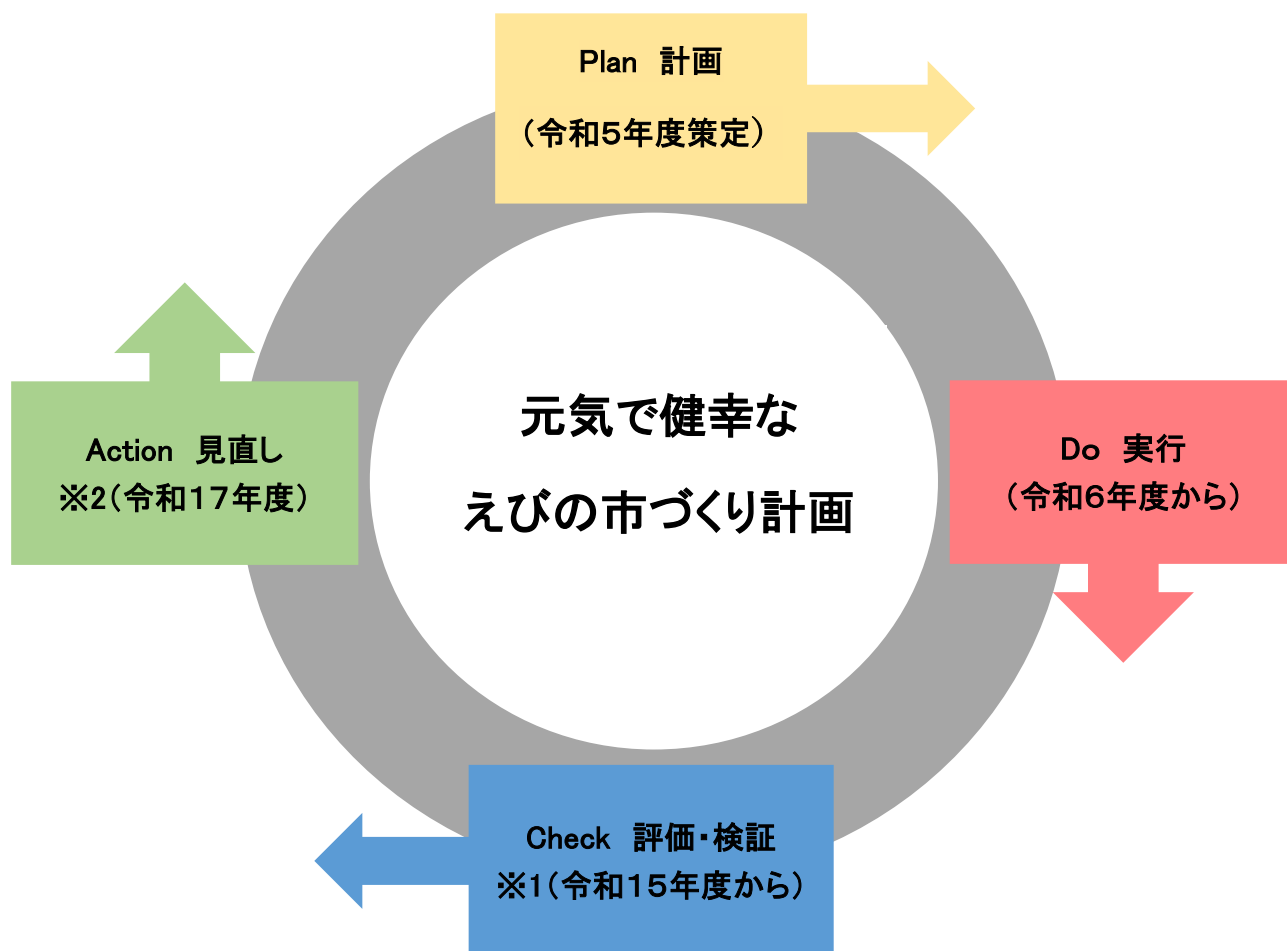 Plan 計画
（令和５年度策定）
元気で健幸な
えびの市づくり計画
Action 見直し
※2（令和１７年度）
Do 実行
（令和６年度から）
Check 評価・検証
※1（令和１５年度から）